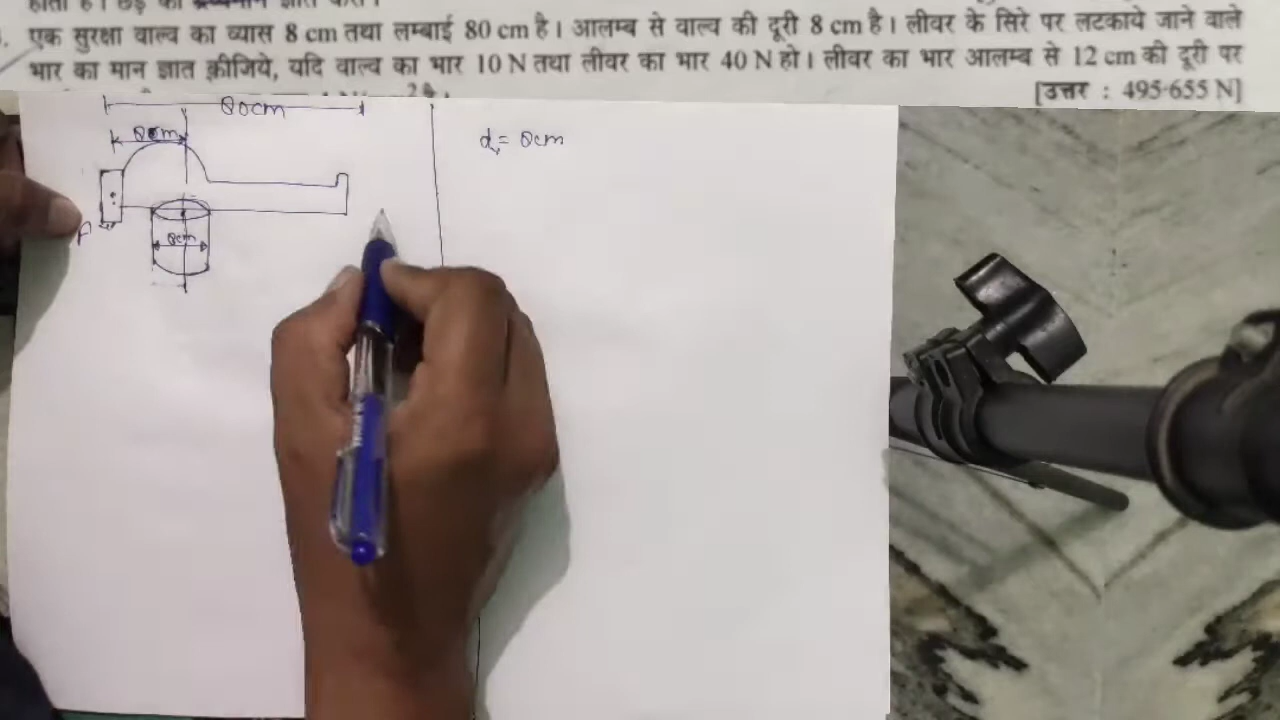 एक सुरक्षा वाल्व का व्यास 8 cm तथा लम्बाई 80 cm है। आलम्ब से वाल्व की दूरी 8 cm है। लीवर के सिरे पर लटकाये जाने वाले
भार का मान ज्ञात कीजिये, यदि वाल्व का भार 10 N तथा लीवर का भार 40 N हो। लीवर का भार आलम्ब से 12 cm की दूरी पर
[उत्तर : 495·655 N]
80cm
8cm
d,= 8cm
8cm